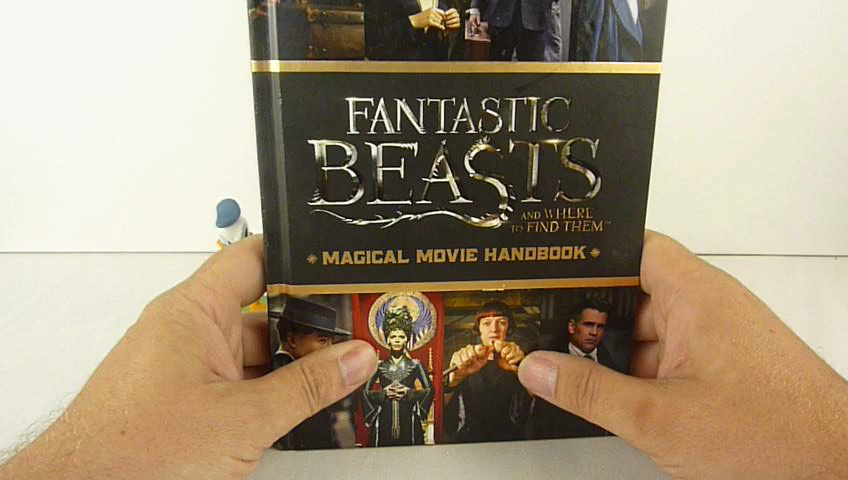 FANTASTIC
BEASTS
AND WHERE
TO FIND THEM™
MAGICAL MOVIE HANDBOOK